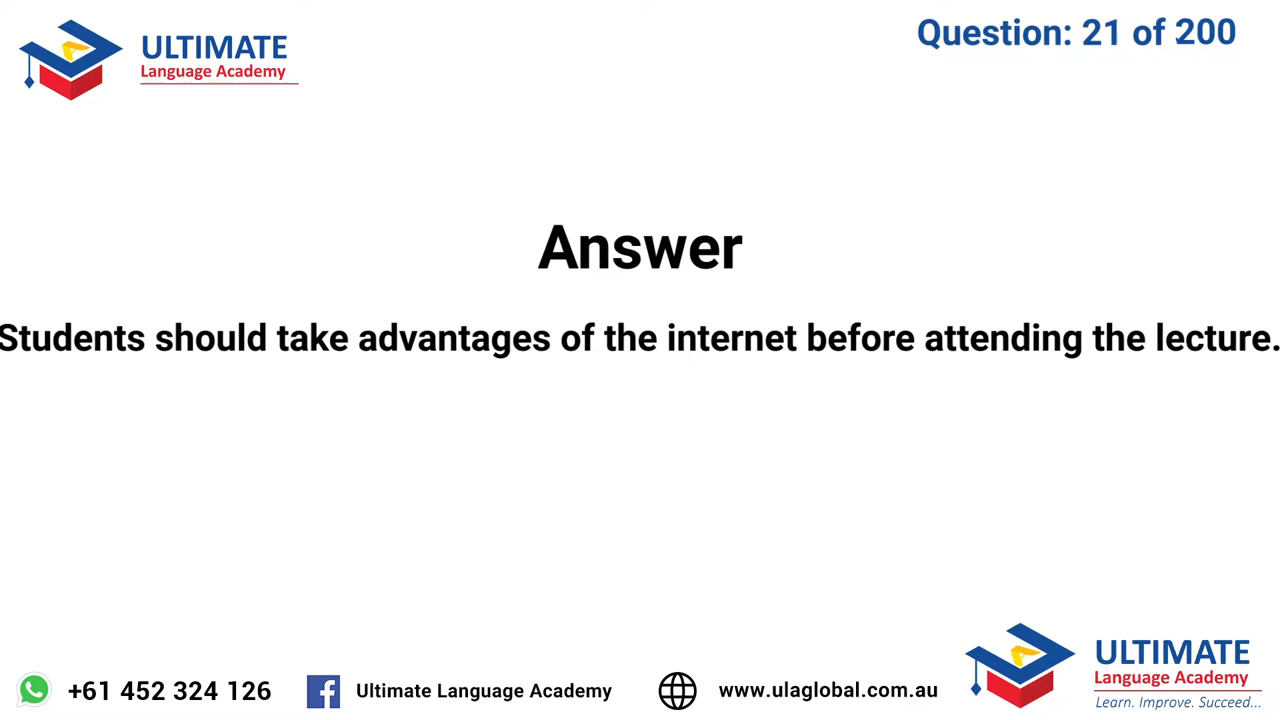 ULTIMATE
Language Academy
Question: 21 of 200
Answer
Students should take advantages of the internet before attending the lecture.
+61 452 324 126
Ultimate Language Academy
www.ulaglobal.com.au
ULTIMATE
Language Academy
Learn. Improve. Succeed...